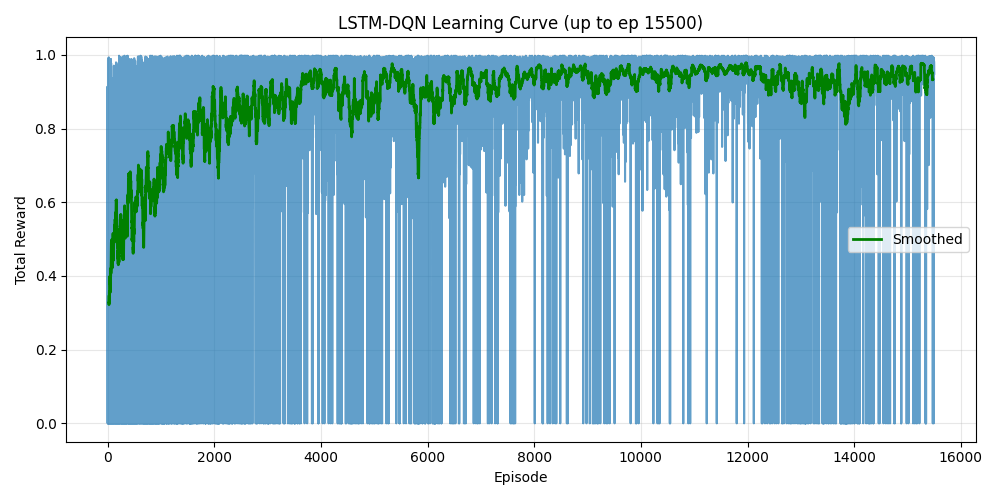 LSTM-DQN Learning Curve (up to ep 15500)
1.0
0.8
0.6
0.4
0.2
0.0
Total Reward
Smoothed
0 2000 4000 6000 8000 10000 12000 14000 16000
Episode